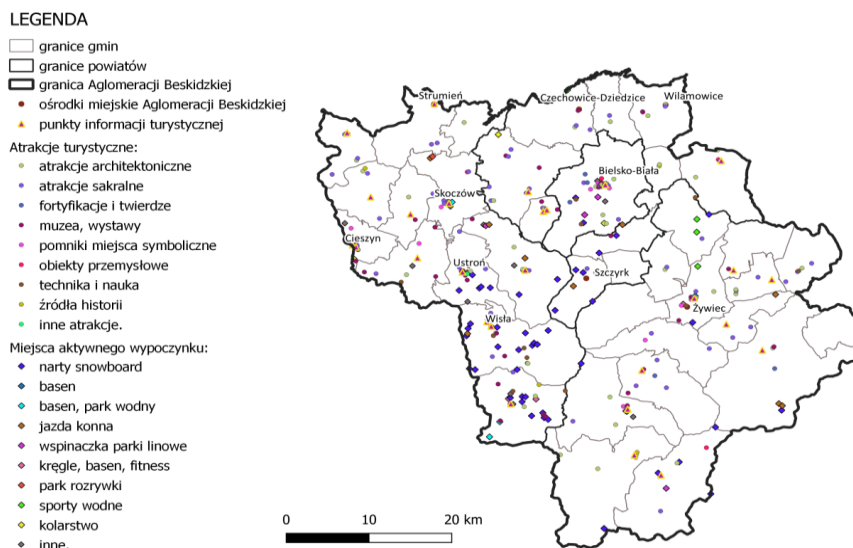 LEGENDA
granice gmin
granice powiatów
granica Aglomeracji Beskidzkiej
ośrodki miejskie Aglomeracji Beskidzkiej
punkty informacji turystycznej
Atrakcje turystyczne:
atrakcje architektoniczne
atrakcje sakralne
fortyfikacje i twierdze
muzea, wystawy
pomniki miejsca symboliczne
obiekty przemysłowe
technika i nauka
źródła historii
inne atrakcje.
Miejsca aktywnego wypoczynku:
narty snowboard
basen
basen, park wodny
jazda konna
wspinaczka parki linowe
kręgle, basen, fitness
park rozrywki
sporty wodne
kolarstwo
inne.
Strumień
Czechowice-Dziedzice
Wilamowice
Bielsko-Biała
Skoczów
Cieszyn
Ustroń
Szczyrk
Żywiec
Wisła
0 10 20 km